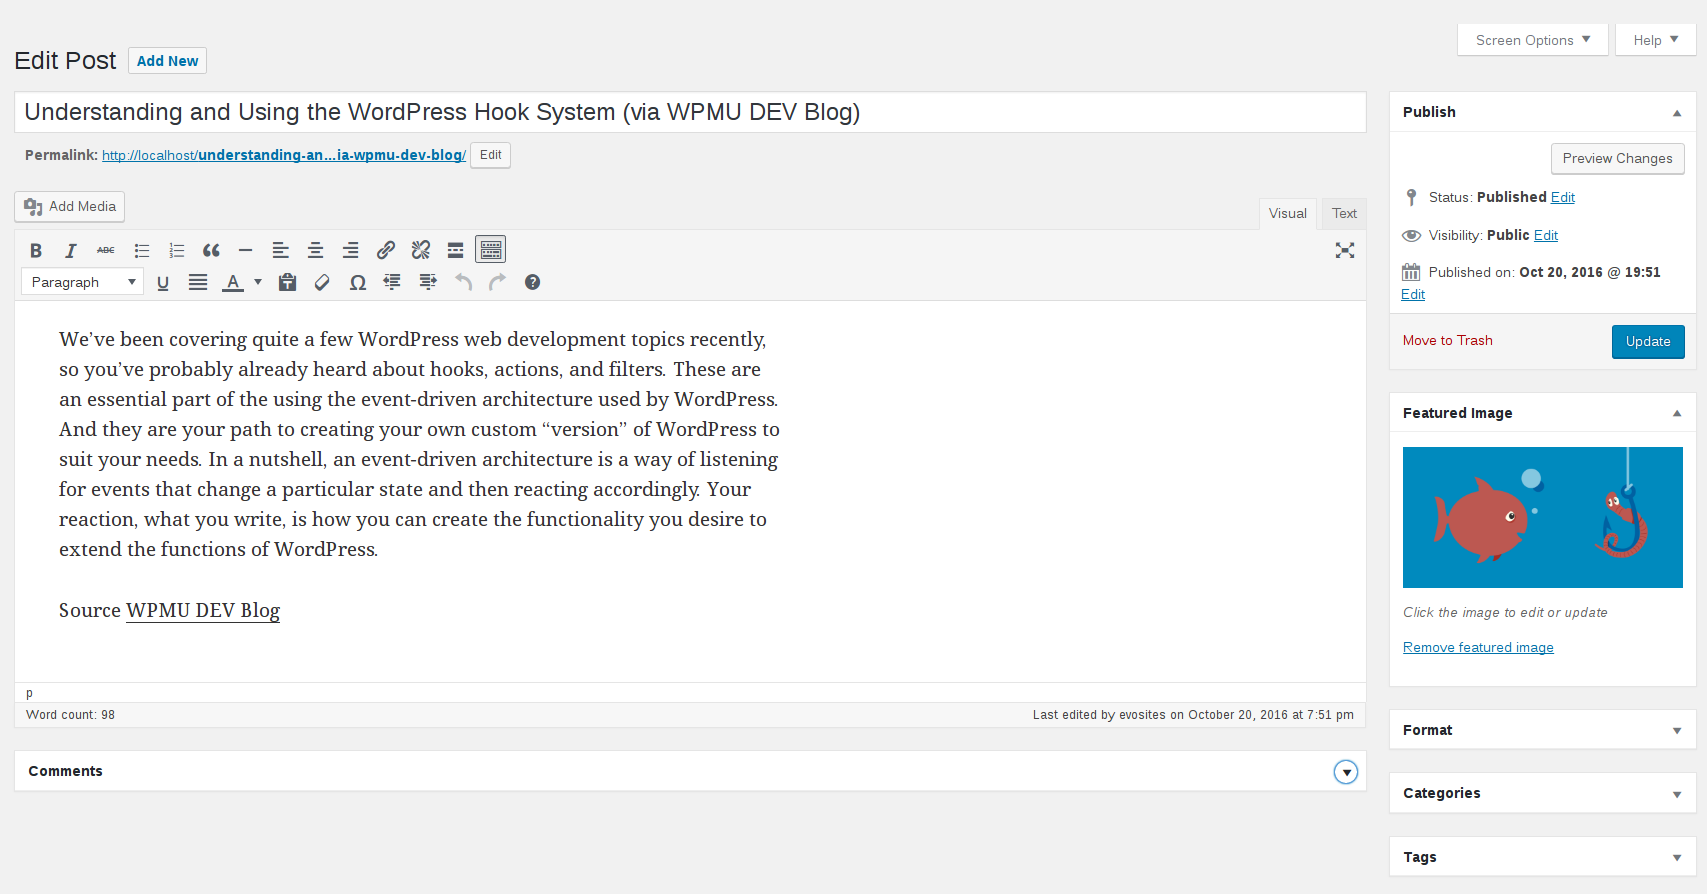 Screen Options
Help
Edit Post Add New
Understanding and Using the WordPress Hook System (via WPMU DEV Blog)
Permalink: http://localhost/understanding-an...ia-wpmu-dev-blog/ Edit
Add Media
Visual Text
B I ABC
Paragraph U A Ω
We’ve been covering quite a few WordPress web development topics recently,
so you’ve probably already heard about hooks, actions, and filters. These are
an essential part of the using the event-driven architecture used by WordPress.
And they are your path to creating your own custom “version” of WordPress to
suit your needs. In a nutshell, an event-driven architecture is a way of listening
for events that change a particular state and then reacting accordingly. Your
reaction, what you write, is how you can create the functionality you desire to
extend the functions of WordPress.
Source WPMU DEV Blog
p
Word count: 98
Last edited by evosites on October 20, 2016 at 7:51 pm
Comments
Publish
Preview Changes
Status: Published Edit
Visibility: Public Edit
Published on: Oct 20, 2016 @ 19:51
Edit
Move to Trash
Update
Featured Image
Click the image to edit or update
Remove featured image
Format
Categories
Tags